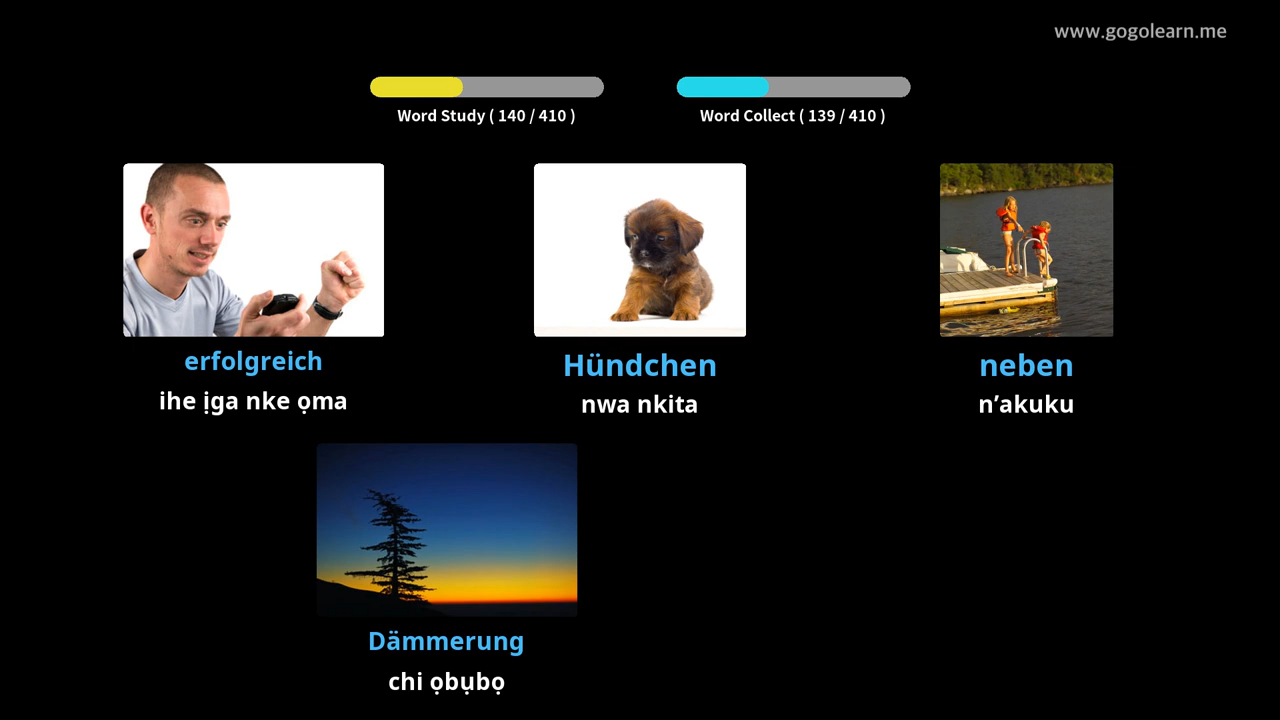 www.gogolearn.me
Word Study ( 140 / 410 )
Word Collect ( 139 / 410 )
erfolgreich
ihe ịga nke ọma
Hündchen
nwa nkita
neben
n’akuku
Dämmerung
chi ọbụbọ